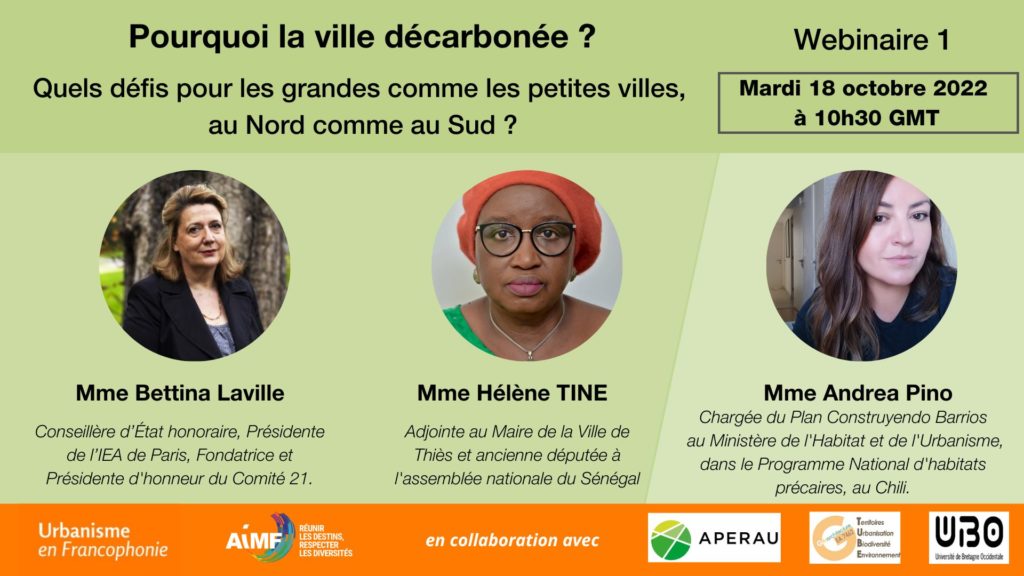 Pourquoi la ville décarbonée ?
Quels défis pour les grandes comme les petites villes,
au Nord comme au Sud ?
Webinaire 1
Mardi 18 octobre 2022
à 10h30 GMT
Mme Bettina Laville
Conseillère d'État honoraire, Présidente
de l'IEA de Paris, Fondatrice et
Présidente d'honneur du Comité 21.
Mme Hélène TINE
Adjointe au Maire de la Ville de
Thiès et ancienne députée à
l'assemblée nationale du Sénégal
Mme Andrea Pino
Chargée du Plan Construyendo Barrios
au Ministère de l'Habitat et de l'Urbanisme,
dans le Programme National d'habitats
précaires, au Chili.
Urbanisme
en Francophonie
AIMF
RÉUNIR
LES DESTINS,
RESPECTER
LES DIVERSITÉS
en collaboration avec
APERAU
Territoires
Urbanisation
Biodiversité
Environnement
UBO
Université de Bretagne Occidentale